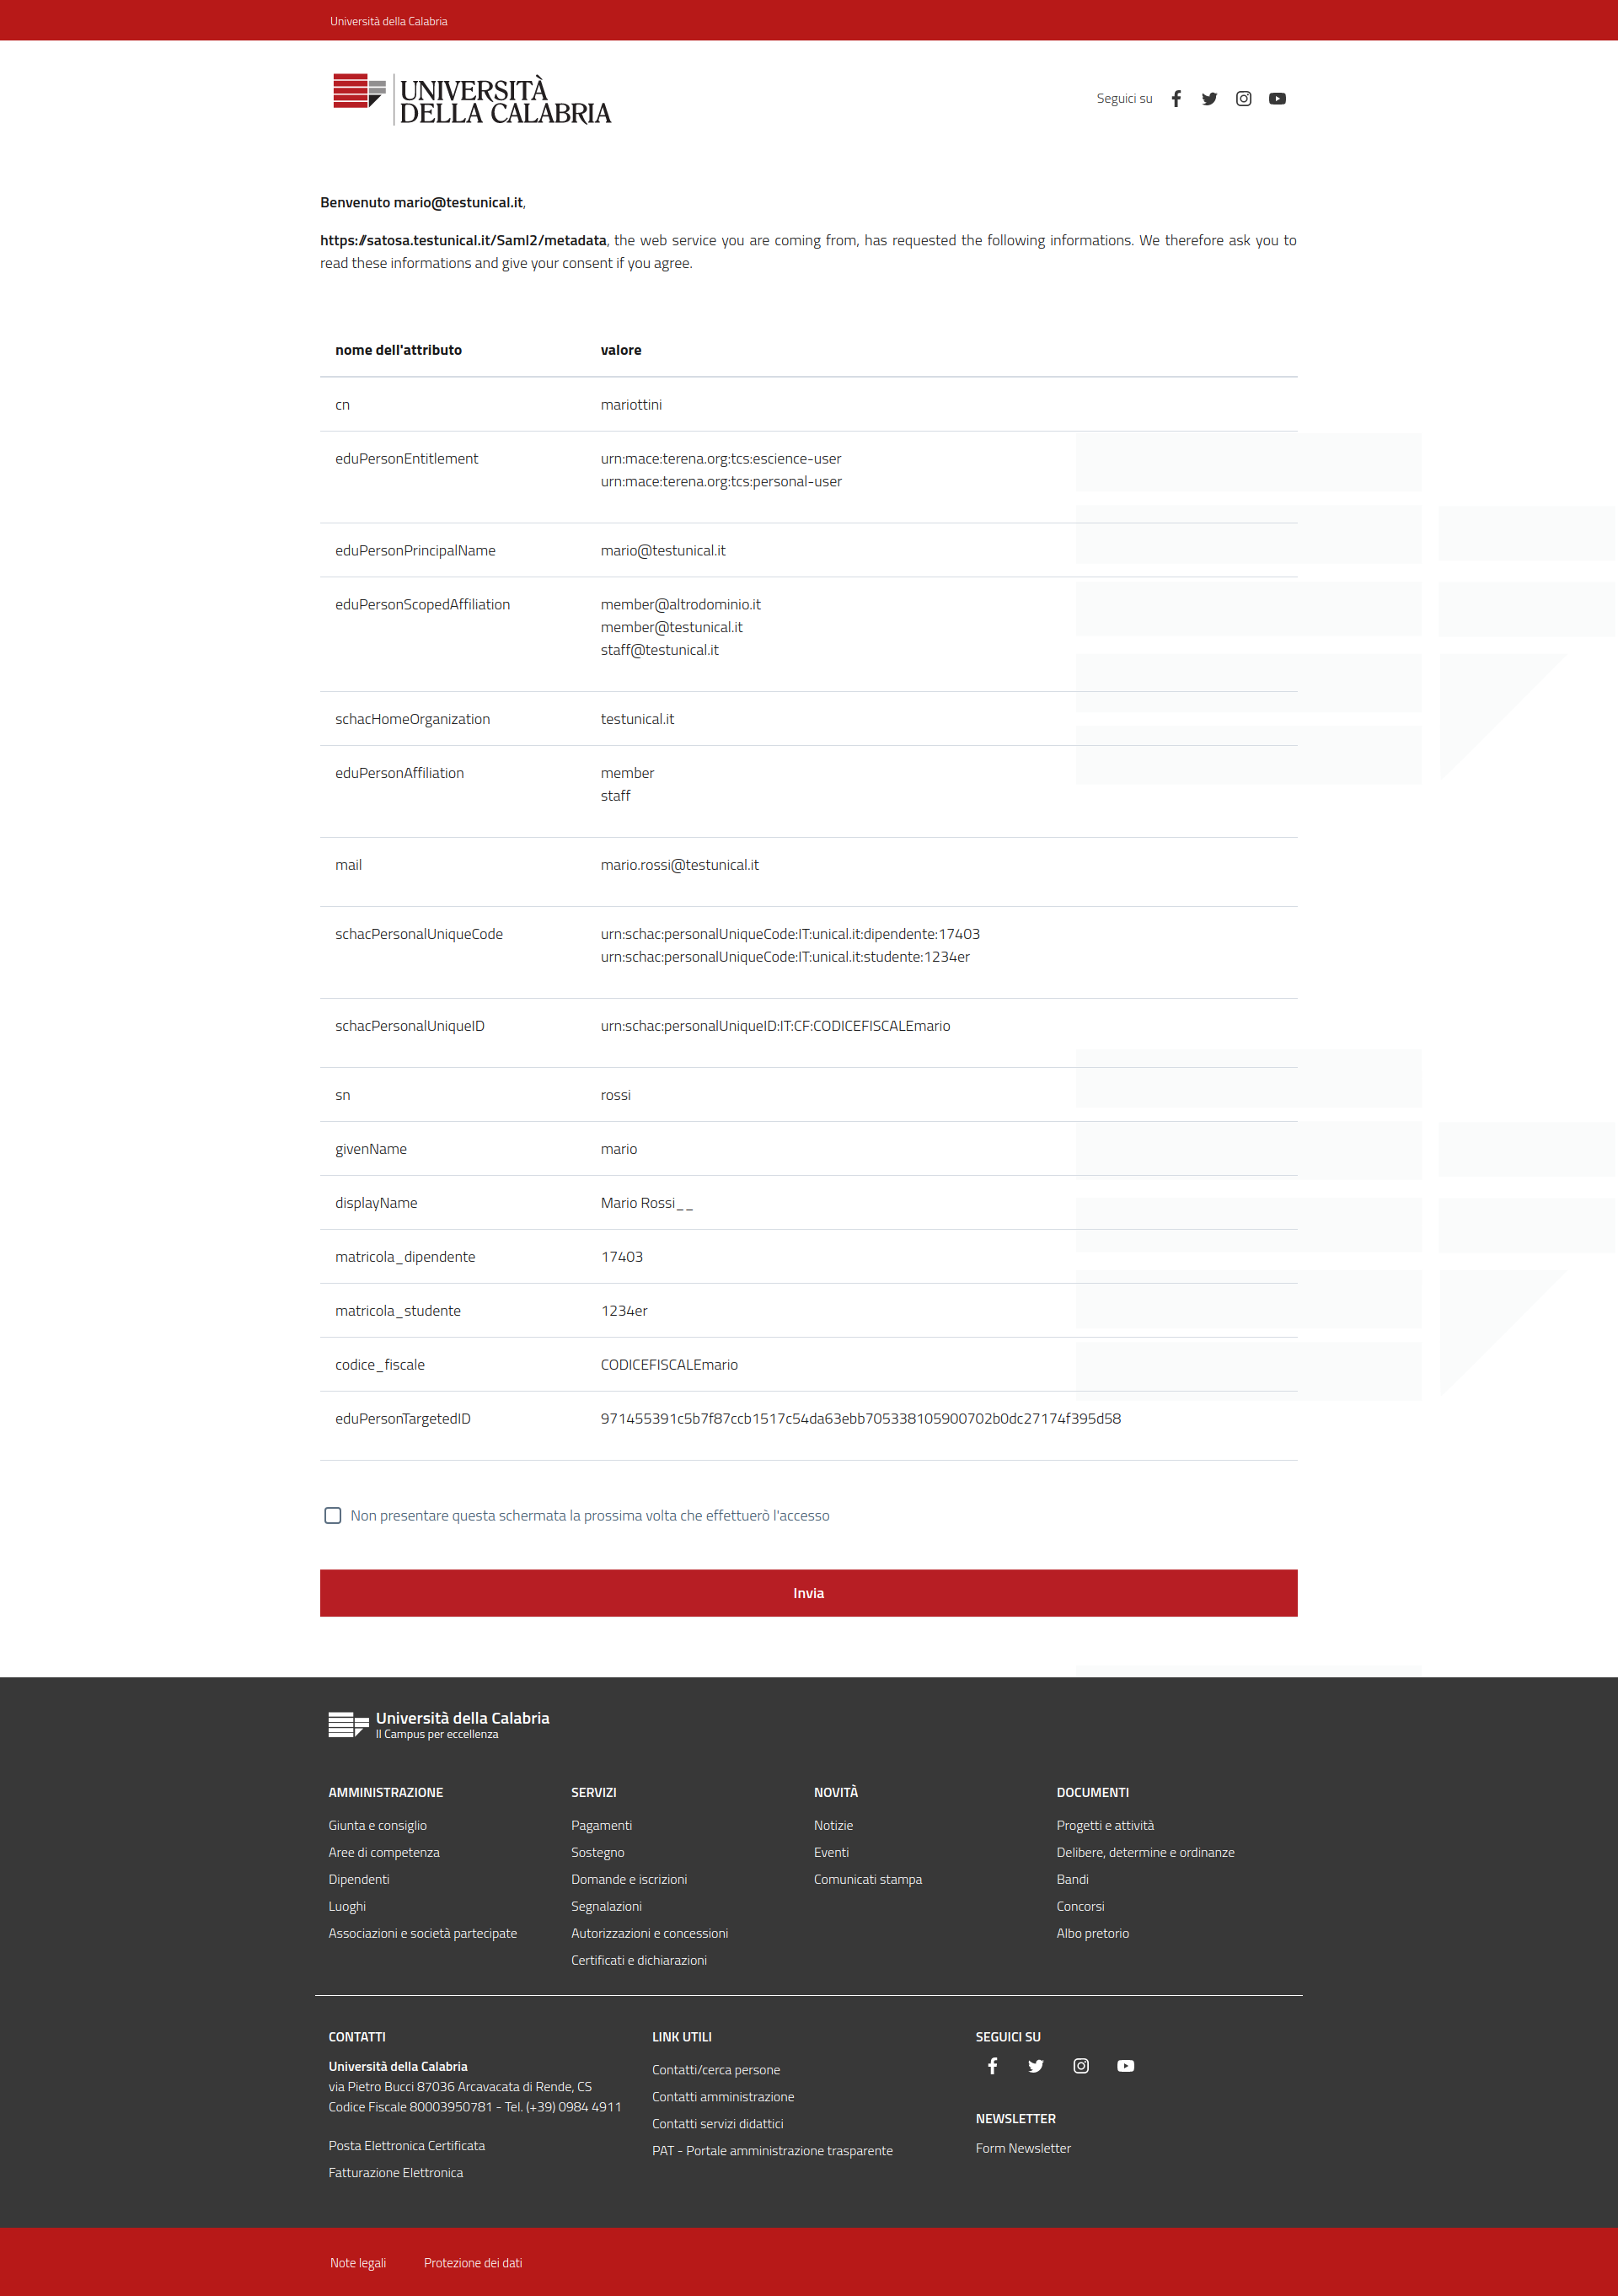 Università della Calabria
UNIVERSITÀ
DELLA CALABRIA
Seguici su
Benvenuto mario@testunical.it,
https://satosa.testunical.it/Saml2/metadata, the web service you are coming from, has requested the following informations. We therefore ask you to
read these informations and give your consent if you agree.
nome dell'attributo valore
cn mariottini
eduPersonEntitlement urn:mace:terena.org:tcs:escience-user
urn:mace:terena.org:tcs:personal-user
eduPersonPrincipalName mario@testunical.it
eduPersonScopedAffiliation member@altrodominio.it
member@testunical.it
staff@testunical.it
schacHomeOrganization testunical.it
eduPersonAffiliation member
staff
mail mario.rossi@testunical.it
schacPersonalUniqueCode urn:schac:personalUniqueCode:IT:unical.it:dipendente:17403
urn:schac:personalUniqueCode:IT:unical.it:studente:1234er
schacPersonalUniqueID urn:schac:personalUniqueID:IT:CF:CODICEFISCALEmario
sn rossi
givenName mario
displayName Mario Rossi__
matricola_dipendente 17403
matricola_studente 1234er
codice_fiscale CODICEFISCALEmario
eduPersonTargetedID 971455391c5b7f87ccb1517c54da63ebb705338105900702b0dc27174f395d58
Non presentare questa schermata la prossima volta che effettuerò l'accesso
Invia
Università della Calabria
Il Campus per eccellenza
AMMINISTRAZIONE
Giunta e consiglio
Aree di competenza
Dipendenti
Luoghi
Associazioni e società partecipate
SERVIZI
Pagamenti
Sostegno
Domande e iscrizioni
Segnalazioni
Autorizzazioni e concessioni
Certificati e dichiarazioni
NOVITÀ
Notizie
Eventi
Comunicati stampa
DOCUMENTI
Progetti e attività
Delibere, determine e ordinanze
Bandi
Concorsi
Albo pretorio
CONTATTI
Università della Calabria
via Pietro Bucci 87036 Arcavacata di Rende, CS
Codice Fiscale 80003950781 - Tel. (+39) 0984 4911
Posta Elettronica Certificata
Fatturazione Elettronica
LINK UTILI
Contatti/cerca persone
Contatti amministrazione
Contatti servizi didattici
PAT - Portale amministrazione trasparente
SEGUICI SU
NEWSLETTER
Form Newsletter
Note legali Protezione dei dati